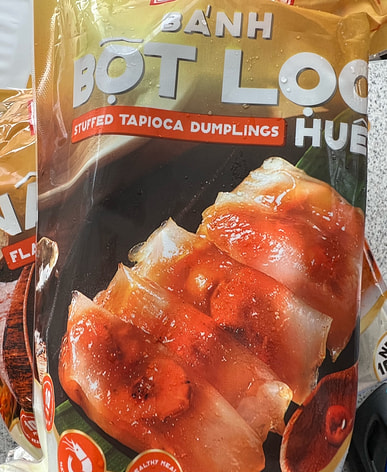 BÁNH
BỘT LỌC
STUFFED TAPIOCA DUMPLINGS
HUẾ